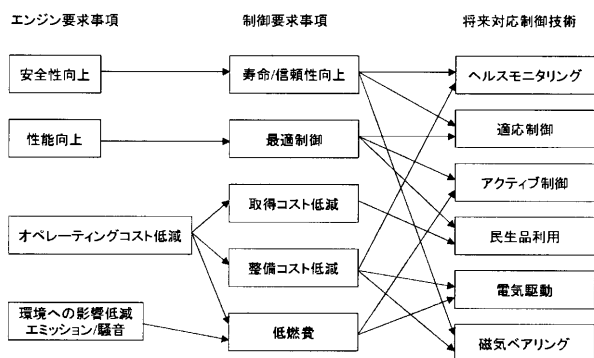 エンジン要求事項
制御要求事項
将来対応制御技術
安全性向上
寿命/信頼性向上
ヘルスモニタリング
性能向上
最適制御
適応制御
アクティブ制御
取得コスト低減
オペレーティングコスト低減
民生品利用
整備コスト低減
電気駆動
環境への影響低減
エミッション/騒音
低燃費
磁気ベアリング